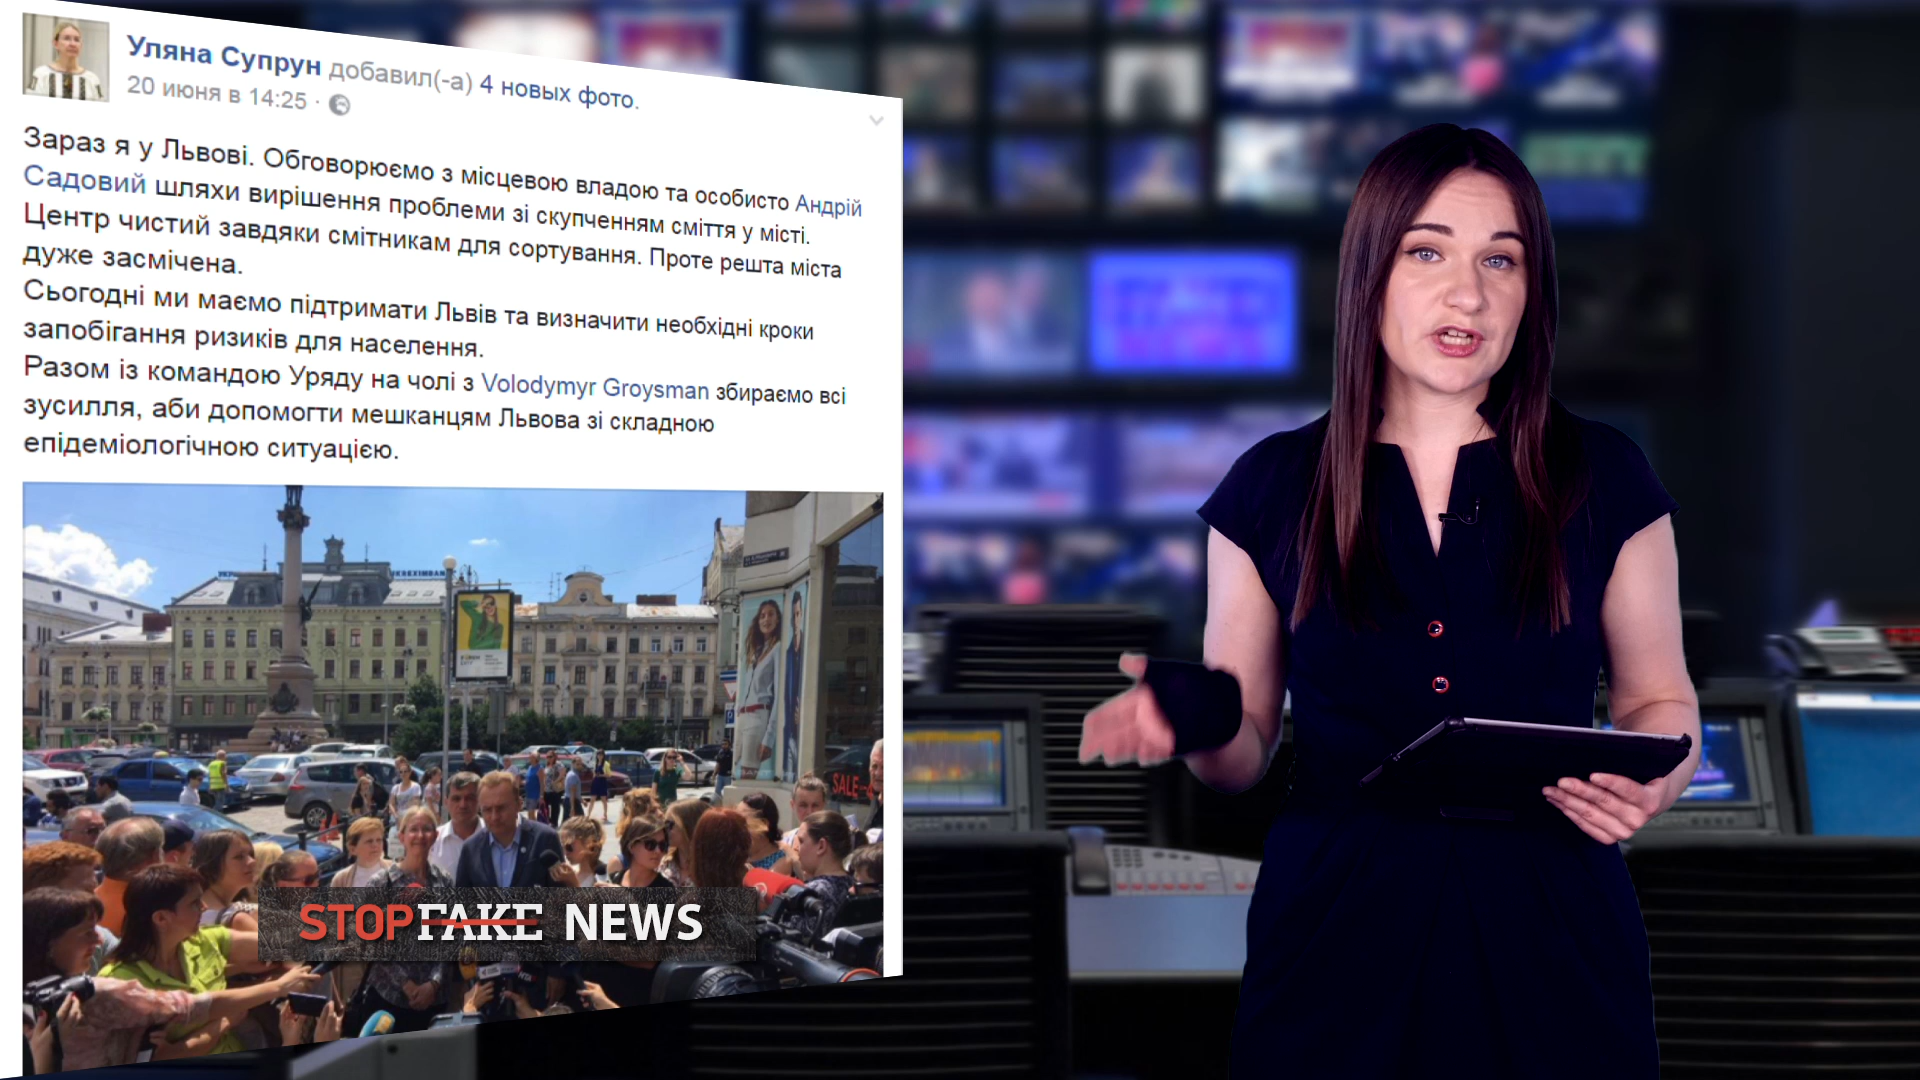 Уляна Супрун добавил(-а) 4 новых фото.
20 июня в 14:25 ·
Зараз я у Львові. Обговорюємо з місцевою владою та особисто Андрій
Садовий шляхи вирішення проблеми зі скупченням сміття у місті.
Центр чистий завдяки смітникам для сортування. Проте решта міста
дуже засмічена.
Сьогодні ми маємо підтримати Львів та визначити необхідні кроки
запобігання ризиків для населення.
Разом із командою Уряду на чолі з Volodymyr Groysman збираємо всі
зусилля, аби допомогти мешканцям Львова зі складною
епідеміологічною ситуацією.
SALE
STOPFAKE NEWS